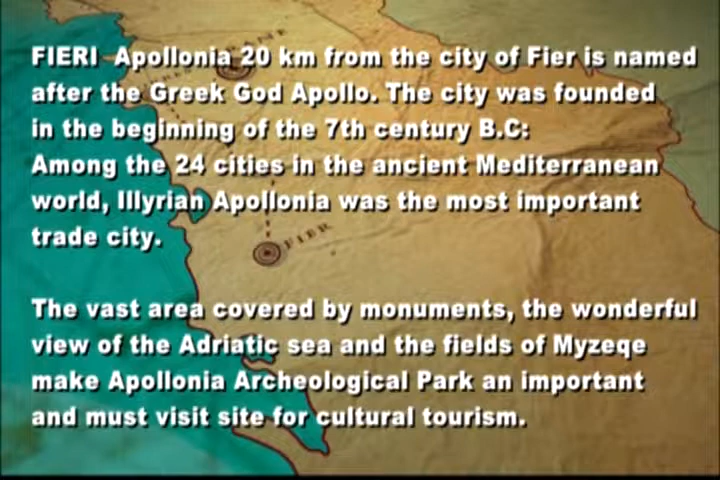 FIERI Apollonia 20 km from the city of Fier is named
after the Greek God Apollo. The city was founded
in the beginning of the 7th century B.C:
Among the 24 cities in the ancient Mediterranean
world, Illyrian Apollonia was the most important
trade city.
FIER
The vast area covered by monuments, the wonderful
view of the Adriatic sea and the fields of Myzeqe
make Apollonia Archeological Park an important
and must visit site for cultural tourism.